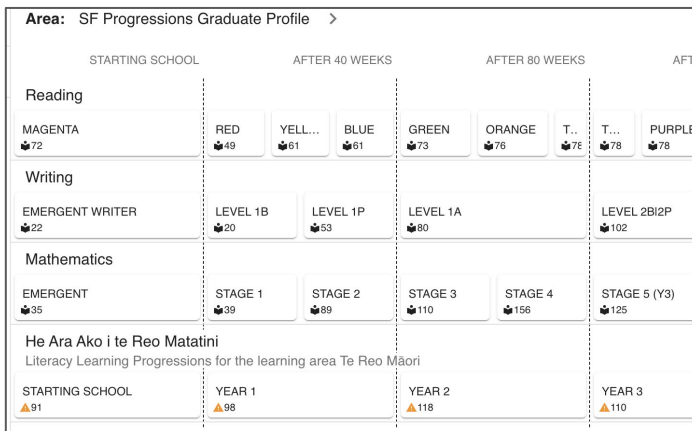 Area: SF Progressions Graduate Profile >
STARTING SCHOOL AFTER 40 WEEKS AFTER 80 WEEKS AFT
Reading
MAGENTA RED YELL... BLUE GREEN ORANGE T.. T... PURPLE
72 49 61 61 73 76 78 78 78
Writing
EMERGENT WRITER LEVEL 1B LEVEL 1P LEVEL 1A LEVEL 2BI2P
22 20 53 80 102
Mathematics
EMERGENT STAGE 1 STAGE 2 STAGE 3 STAGE 4 STAGE 5 (Y3)
35 39 89 110 156 125
He Ara Ako i te Reo Matatini
Literacy Learning Progressions for the learning area Te Reo Māori
STARTING SCHOOL YEAR 1 YEAR 2 YEAR 3
91 98 118 110